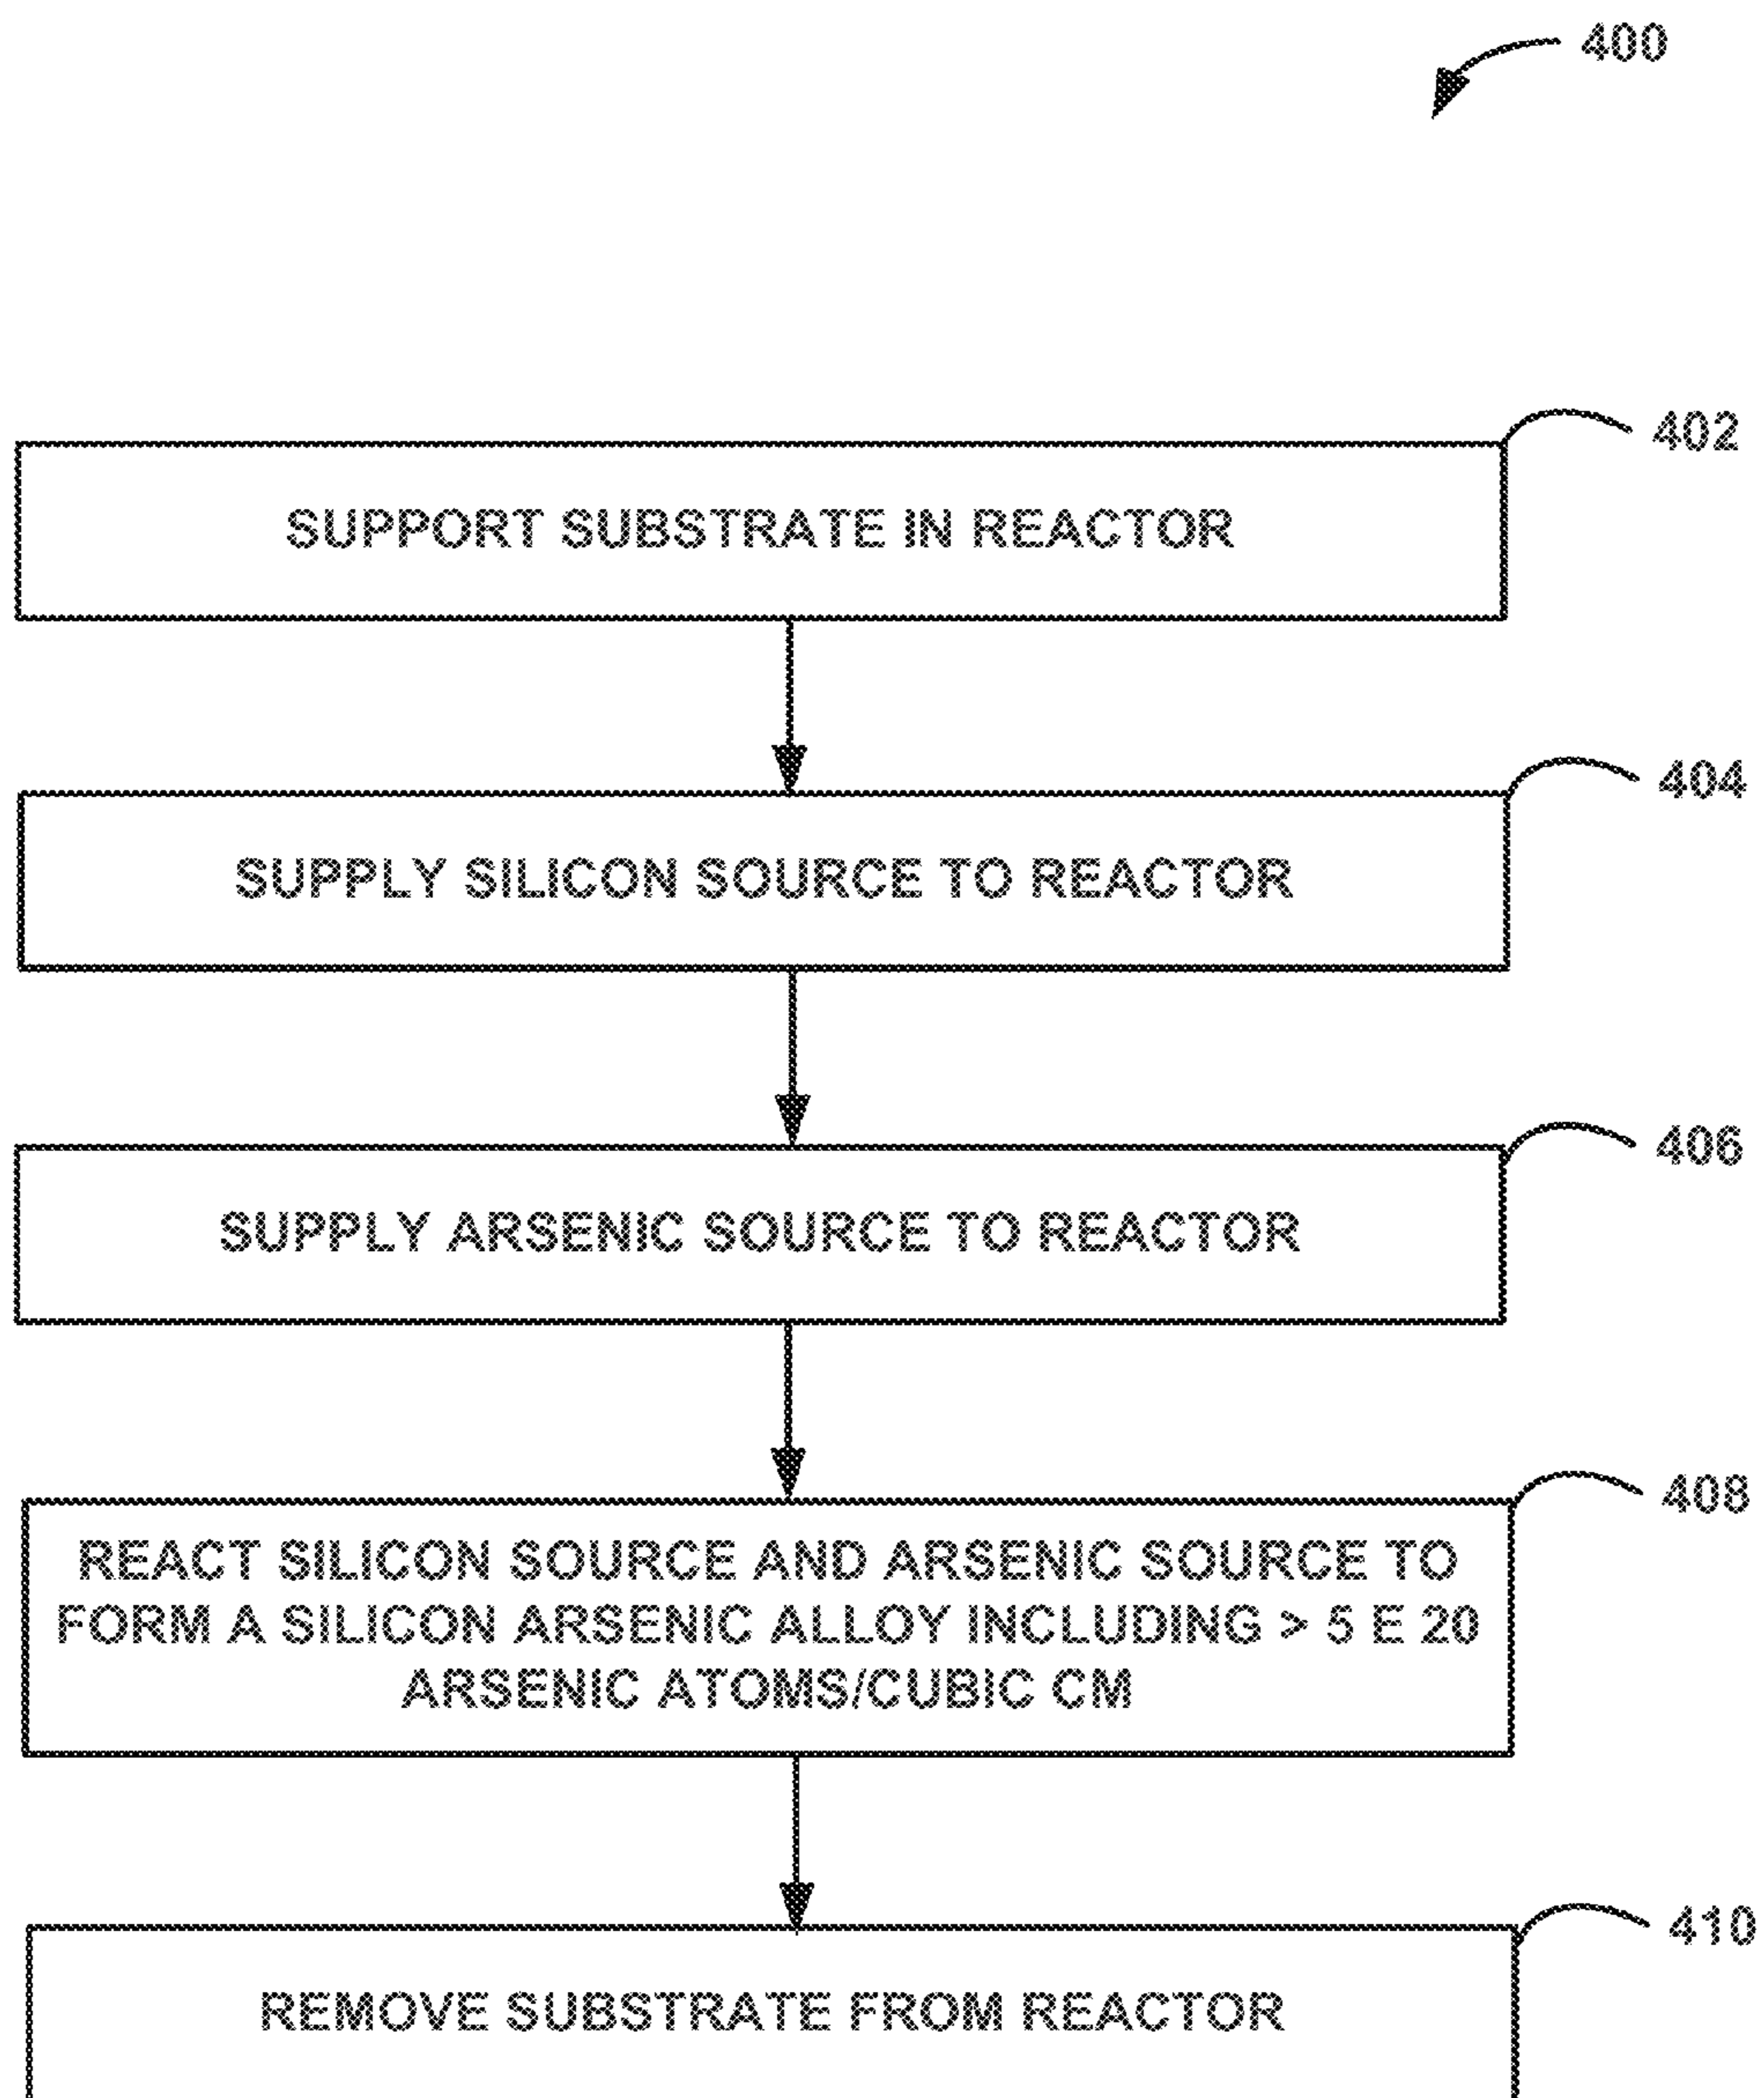 400
402
SUPPORT SUBSTRATE IN REACTOR
404
SUPPLY SILICON SOURCE TO REACTOR
406
SUPPLY ARSENIC SOURCE TO REACTOR
408
REACT SILICON SOURCE AND ARSENIC SOURCE TO
FORM A SILICON ARSENIC ALLOY INCLUDING > 5 E 20
ARSENIC ATOMS/CUBIC CM
410
REMOVE SUBSTRATE FROM REACTOR